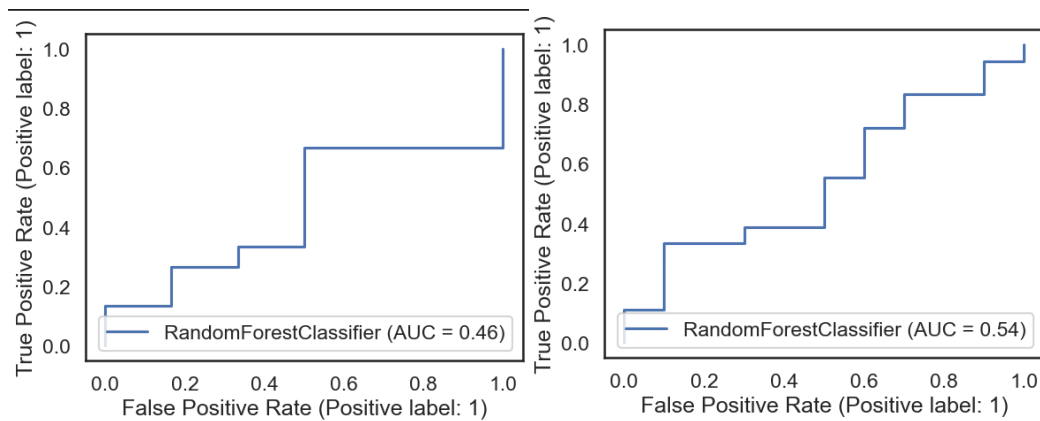 True Positive Rate (Positive label: 1)
1.0
0.8
0.6
0.4
0.2
0.0
RandomForestClassifier (AUC = 0.46)
0.0 0.2 0.4 0.6 0.8 1.0
False Positive Rate (Positive label: 1)
True Positive Rate (Positive label: 1)
1.0
0.8
0.6
0.4
0.2
0.0
RandomForestClassifier (AUC = 0.54)
0.0 0.2 0.4 0.6 0.8 1.0
False Positive Rate (Positive label: 1)